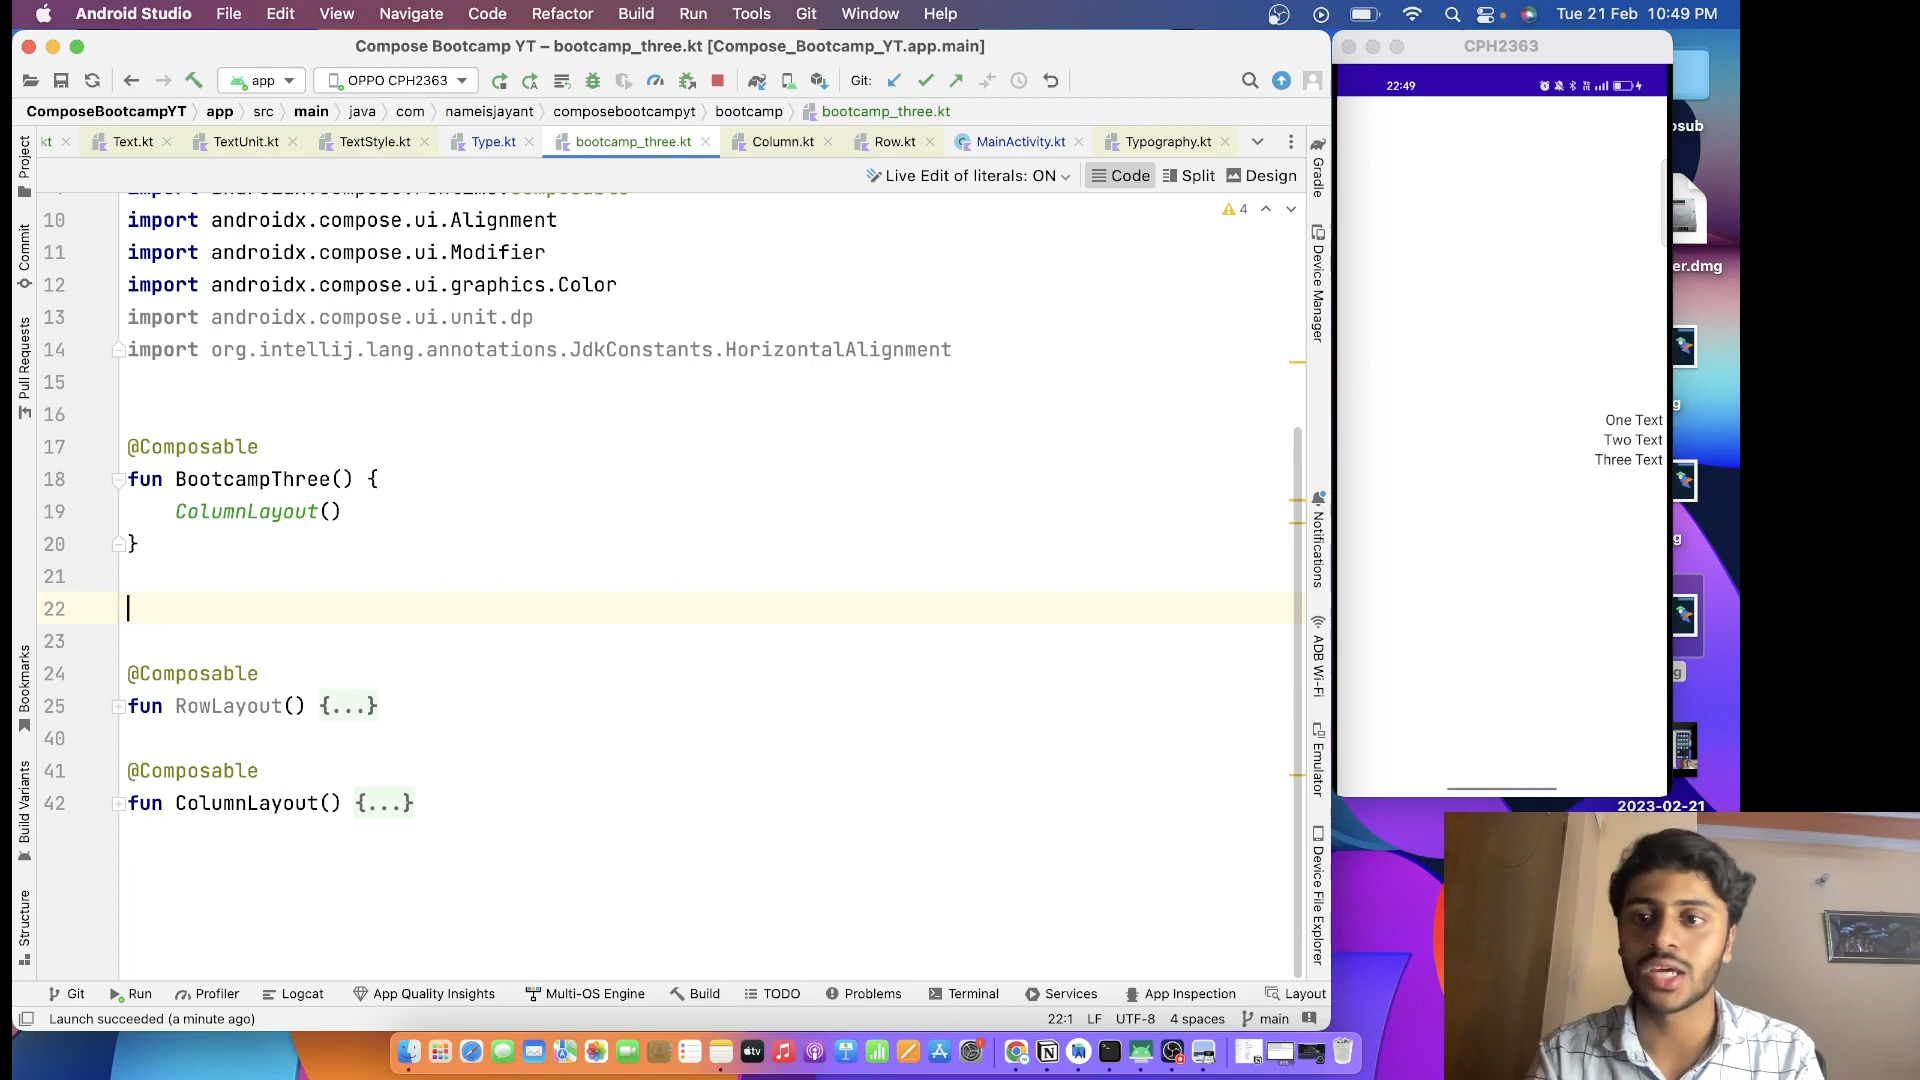 Android Studio File Edit View Navigate Code Refactor Build Run Tools Git Window Help Tue 21 Feb 10:49 PM
Compose Bootcamp YT – bootcamp_three.kt [Compose_Bootcamp_YT.app.main]
CPH2363
app OPPO CPH2363 Git:
22:49
ComposeBootcampYT app src main java com nameisjayant composebootcampyt bootcamp bootcamp_three.kt
kt Text.kt TextUnit.kt TextStyle.kt Type.kt bootcamp_three.kt Column.kt Row.kt MainActivity.kt Typography.kt
Live Edit of literals: ON Code Split Design
4
10 import androidx.compose.ui.Alignment
11 import androidx.compose.ui.Modifier
12 import androidx.compose.ui.graphics.Color
13 import androidx.compose.ui.unit.dp
14 import org.intellij.lang.annotations.JdkConstants.HorizontalAlignment
15
16
17 @Composable
18 fun BootcampThree() {
19 ColumnLayout()
20 }
21
22
23
24 @Composable
25 fun RowLayout() {...}
40
41 @Composable
42 fun ColumnLayout() {...}
Project
Commit
Pull Requests
Bookmarks
Build Variants
Structure
Gradle
Device Manager
Notifications
ADB Wi-Fi
Emulator
Device File Explorer
One Text
Two Text
Three Text
osub
er.dmg
g
g
g
g
2023-02-21
Git Run Profiler Logcat App Quality Insights Multi-OS Engine Build TODO Problems Terminal Services App Inspection Layout
Launch succeeded (a minute ago) 22:1 LF UTF-8 4 spaces main